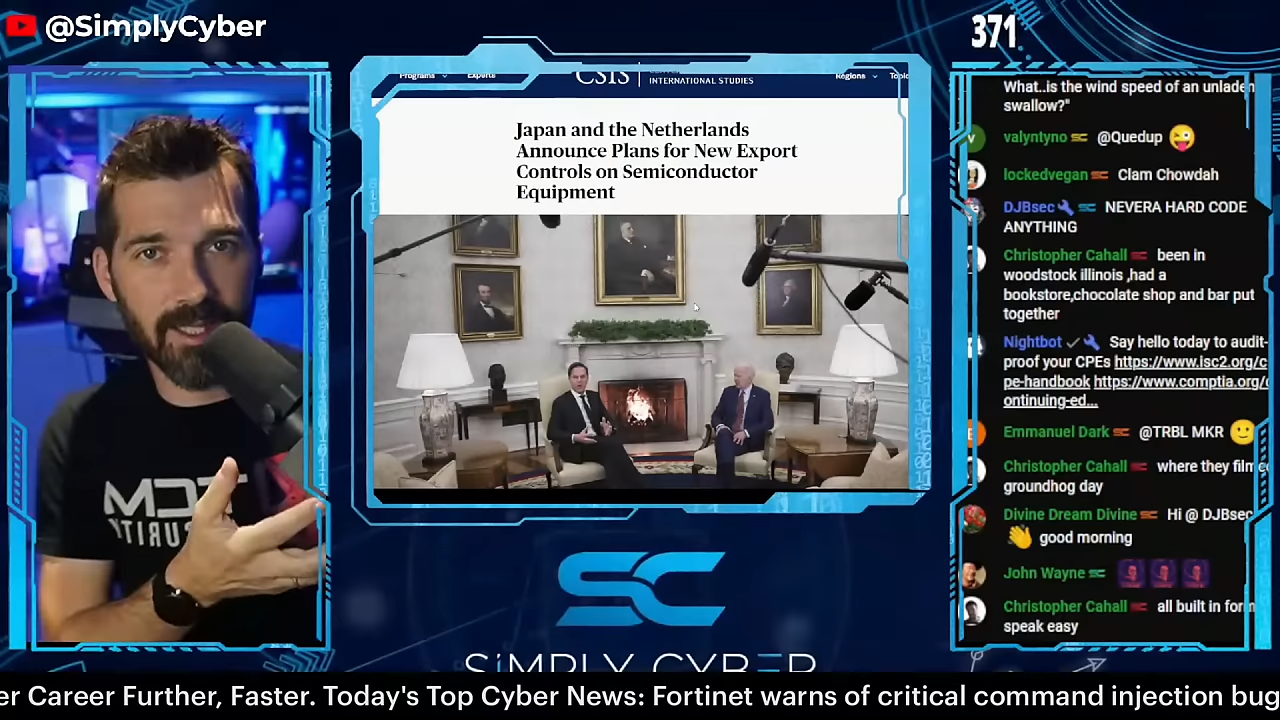 @SimplyCyber
371
Programs
Experts
CSIS
INTERNATIONAL STUDIES
Regions
Japan and the Netherlands
Announce Plans for New Export
Controls on Semiconductor
Equipment
What..is the wind speed of an unladen
swallow?"
valyntyno @Quedup 😜
lockedvegan Clam Chowdah
DJBsec NEVERA HARD CODE
ANYTHING
Christopher Cahall been in
woodstock illinois ,had a
bookstore,chocolate shop and bar put
together
Nightbot Say hello today to audit-
proof your CPEs https://www.isc2.org/c
pe-handbook https://www.comptia.org/c
ontinuing-ed...
Emmanuel Dark @TRBL MKR 🙂
Christopher Cahall where they filmed
groundhog day
Divine Dream Divine Hi @ DJBsec
👋 good morning
John Wayne
Christopher Cahall all built in form
speak easy
SC
SiMPLY CYBER
er Career Further, Faster. Today's Top Cyber News: Fortinet warns of critical command injection bug